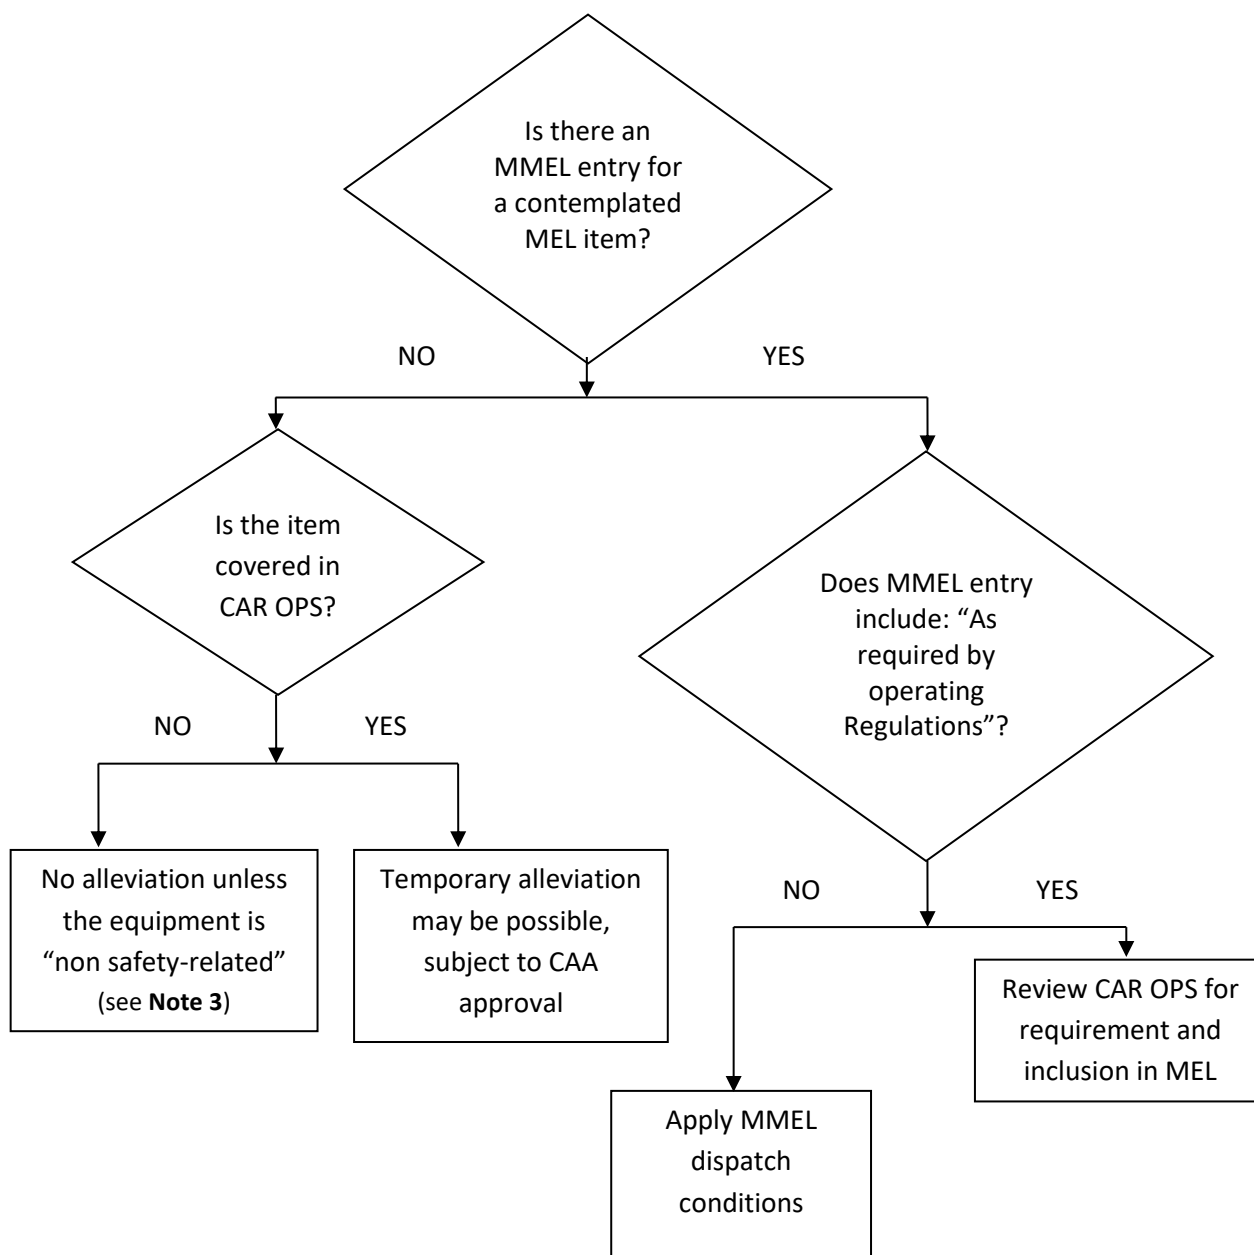 Is there an
MMEL entry for
a contemplated
MEL item?
NO
YES
Is the item
covered in
CAR OPS?
Does MMEL entry
include: “As
required by
operating
Regulations”?
NO
YES
No alleviation unless
the equipment is
“non safety-related”
(see Note 3)
Temporary alleviation
may be possible,
subject to CAA
approval
NO
YES
Apply MMEL
dispatch
conditions
Review CAR OPS for
requirement and
inclusion in MEL